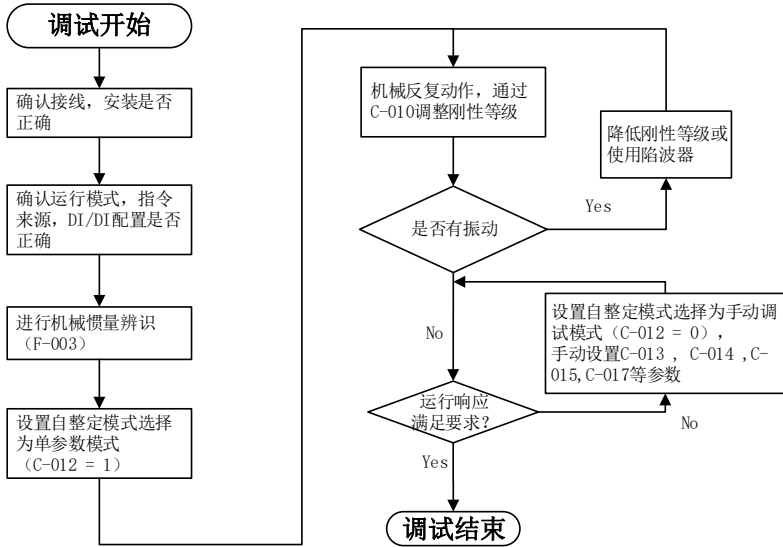 调试开始
确认接线，安装是否
正确
确认运行模式，指令
来源，DI/DI配置是否
正确
进行机械惯量辨识
（F-003）
设置自整定模式选择
为单参数模式
（C-012 = 1）
机械反复动作，通过
C-010调整刚性等级
降低刚性等级或
使用陷波器
Yes
是否有振动
No
设置自整定模式选择为手动调
试模式（C-012 = 0），
手动设置C-013 , C-014 ,C-
015,C-017等参数
运行响应
满足要求？
No
Yes
调试结束